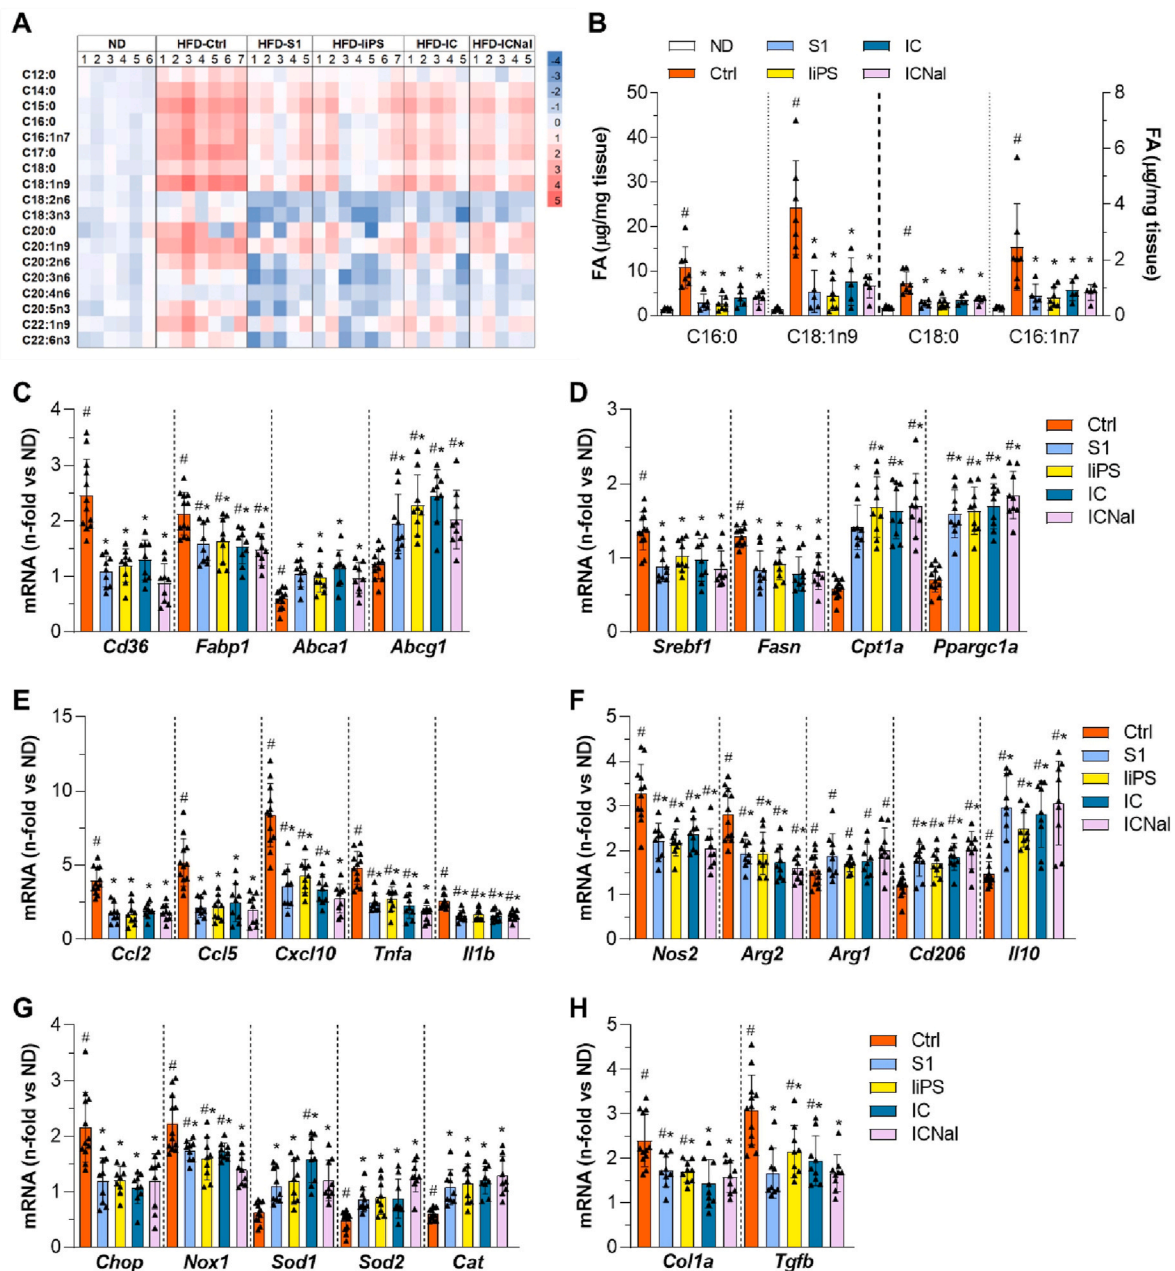 A
ND HFD-Ctrl HFD-S1 HFD-IiPS HFD-IC HFD-ICNal
1 2 3 4 5 6 1 2 3 4 5 6 7 1 2 3 4 5 1 2 3 4 5 6 7 1 2 3 4 5 1 2 3 4 5
C12:0
C14:0
C15:0
C16:0
C16:1n7
C17:0
C18:0
C18:1n9
C18:2n6
C18:3n3
C20:0
C20:1n9
C20:2n6
C20:3n6
C20:4n6
C20:5n3
C22:1n9
C22:6n3
-4
-3
-2
-1
0
1
2
3
4
5
B
ND S1 IC
Ctrl IiPS ICNal
FA (µg/mg tissue)
50
40
30
20
10
0
# * * * * # * * * * # * * * * # * * * *
8
6
4
2
0
FA (µg/mg tissue)
C16:0 C18:1n9 C18:0 C16:1n7
C
mRNA (n-fold vs ND)
4
3
2
1
0
# * * * * # #* #* #* #* # * #* #* #* #*
Cd36 Fabp1 Abca1 Abcg1
D
mRNA (n-fold vs ND)
3
2
1
0
# * * * * # * * * * * #* #* #* #* #* #* #*
Srebf1 Fasn Cpt1a Ppargc1a
Ctrl
S1
IiPS
IC
ICNal
E
mRNA (n-fold vs ND)
15
10
5
0
# * * * * # * * * * # #* #* #* * # #* #* #* * # #* #* #* #*
Ccl2 Ccl5 Cxcl10 Tnfa Il1b
F
mRNA (n-fold vs ND)
5
4
3
2
1
0
# #* #* #* #* # #* #* #* #* # # # # # #* #* #* #* # #* #* #* #*
Nos2 Arg2 Arg1 Cd206 Il10
Ctrl
S1
IiPS
IC
ICNal
G
mRNA (n-fold vs ND)
4
3
2
1
0
# * * * * # #* #* #* * * * #* * # * * * * # * * * *
Chop Nox1 Sod1 Sod2 Cat
H
mRNA (n-fold vs ND)
5
4
3
2
1
0
# #* #* * * # * #* #* *
Col1a Tgfb
Ctrl
S1
IiPS
IC
ICNal